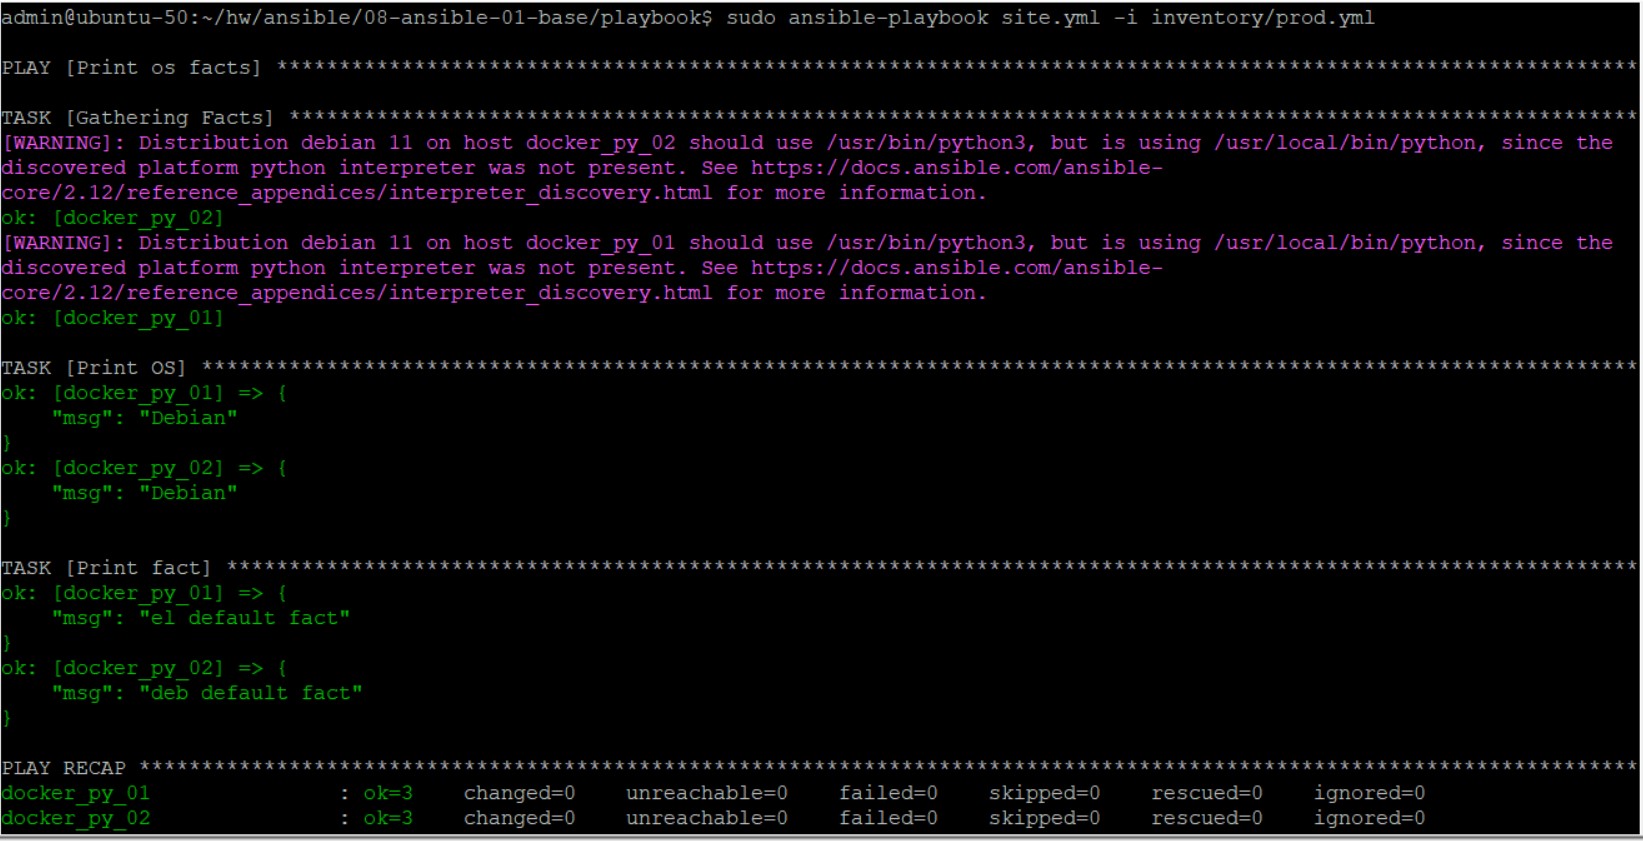 admin@ubuntu-50:~/hw/ansible/08-ansible-01-base/playbook$ sudo ansible-playbook site.yml -i inventory/prod.yml
PLAY [Print os facts] *************************************************************************************************************
TASK [Gathering Facts] ************************************************************************************************************
[WARNING]: Distribution debian 11 on host docker_py_02 should use /usr/bin/python3, but is using /usr/local/bin/python, since the
discovered platform python interpreter was not present. See https://docs.ansible.com/ansible-
core/2.12/reference_appendices/interpreter_discovery.html for more information.
ok: [docker_py_02]
[WARNING]: Distribution debian 11 on host docker_py_01 should use /usr/bin/python3, but is using /usr/local/bin/python, since the
discovered platform python interpreter was not present. See https://docs.ansible.com/ansible-
core/2.12/reference_appendices/interpreter_discovery.html for more information.
ok: [docker_py_01]
TASK [Print OS] *******************************************************************************************************************
ok: [docker_py_01] => {
    "msg": "Debian"
}
ok: [docker_py_02] => {
    "msg": "Debian"
}
TASK [Print fact] *****************************************************************************************************************
ok: [docker_py_01] => {
    "msg": "el default fact"
}
ok: [docker_py_02] => {
    "msg": "deb default fact"
}
PLAY RECAP ************************************************************************************************************************
docker_py_01               : ok=3    changed=0    unreachable=0    failed=0    skipped=0    rescued=0    ignored=0
docker_py_02               : ok=3    changed=0    unreachable=0    failed=0    skipped=0    rescued=0    ignored=0